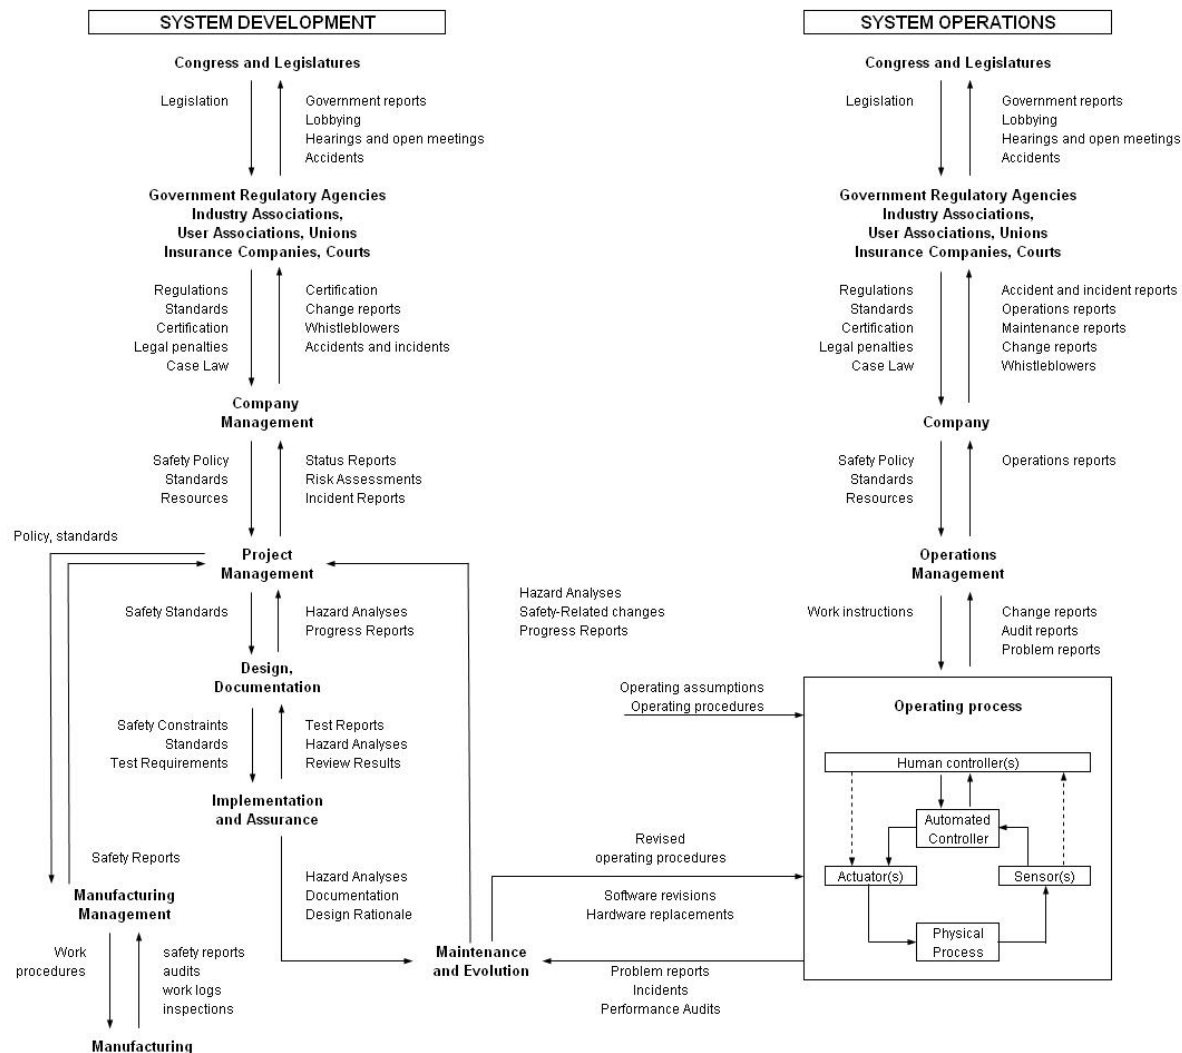 SYSTEM DEVELOPMENT
Congress and Legislatures
Legislation
Government reports
Lobbying
Hearings and open meetings
Accidents
Government Regulatory Agencies
Industry Associations,
User Associations, Unions
Insurance Companies, Courts
Regulations
Standards
Certification
Legal penalties
Case Law
Certification
Change reports
Whistleblowers
Accidents and incidents
Company
Management
Safety Policy
Standards
Resources
Status Reports
Risk Assessments
Incident Reports
Policy, standards
Project
Management
Safety Standards
Hazard Analyses
Progress Reports
Design,
Documentation
Safety Constraints
Standards
Test Requirements
Test Reports
Hazard Analyses
Review Results
Implementation
and Assurance
Safety Reports
Hazard Analyses
Documentation
Design Rationale
Manufacturing
Management
Work
procedures
safety reports
audits
work logs
inspections
Manufacturing
Hazard Analyses
Safety-Related changes
Progress Reports
Operating assumptions
Operating procedures
Revised
operating procedures
Software revisions
Hardware replacements
Maintenance
and Evolution
Problem reports
Incidents
Performance Audits
SYSTEM OPERATIONS
Congress and Legislatures
Legislation
Government reports
Lobbying
Hearings and open meetings
Accidents
Government Regulatory Agencies
Industry Associations,
User Associations, Unions
Insurance Companies, Courts
Regulations
Standards
Certification
Legal penalties
Case Law
Accident and incident reports
Operations reports
Maintenance reports
Change reports
Whistleblowers
Company
Safety Policy
Standards
Resources
Operations reports
Operations
Management
Work instructions
Change reports
Audit reports
Problem reports
Operating process
Human controller(s)
Automated
Controller
Actuator(s)
Sensor(s)
Physical
Process